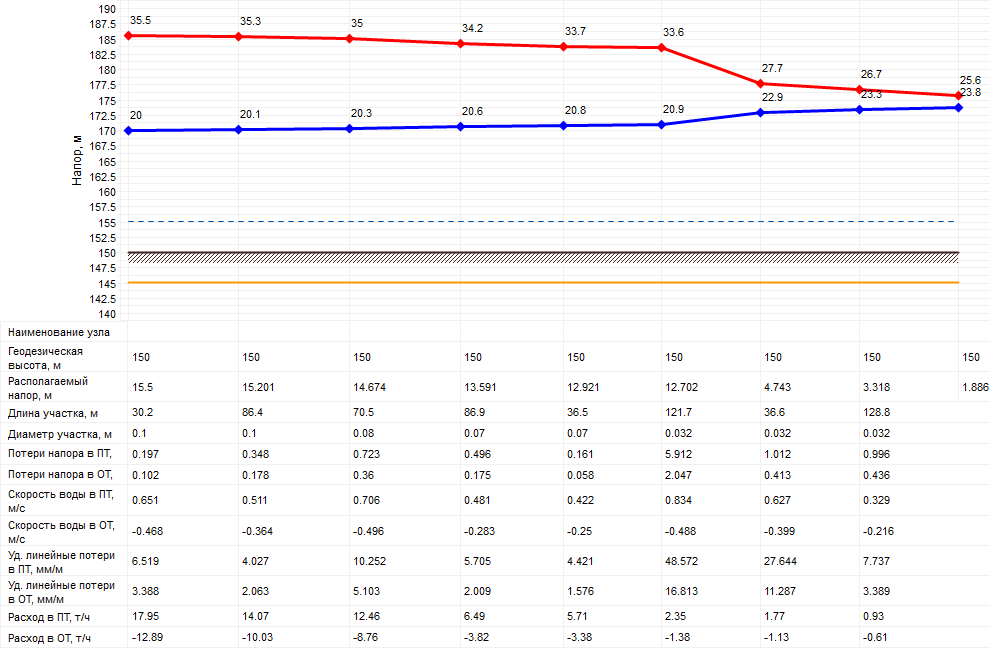 190
187.5
185
182.5
180
177.5
175
172.5
170
167.5
165
162.5
160
157.5
155
152.5
150
147.5
145
142.5
140
Напор, м
35.5 35.3 35 34.2 33.7 33.6 27.7 26.7 25.6
20 20.1 20.3 20.6 20.8 20.9 22.9 23.3 23.8
Наименование узла
Геодезическая
высота, м
150 150 150 150 150 150 150 150 150
Располагаемый
напор, м
15.5 15.201 14.674 13.591 12.921 12.702 4.743 3.318 1.886
Длина участка, м 30.2 86.4 70.5 86.9 36.5 121.7 36.6 128.8
Диаметр участка, м 0.1 0.1 0.08 0.07 0.07 0.032 0.032 0.032
Потери напора в ПТ, 0.197 0.348 0.723 0.496 0.161 5.912 1.012 0.996
Потери напора в ОТ, 0.102 0.178 0.36 0.175 0.058 2.047 0.413 0.436
Скорость воды в ПТ,
м/с
0.651 0.511 0.706 0.481 0.422 0.834 0.627 0.329
Скорость воды в ОТ,
м/с
-0.468 -0.364 -0.496 -0.283 -0.25 -0.488 -0.399 -0.216
Уд. линейные потери
в ПТ, мм/м
6.519 4.027 10.252 5.705 4.421 48.572 27.644 7.737
Уд. линейные потери
в ОТ, мм/м
3.388 2.063 5.103 2.009 1.576 16.813 11.287 3.389
Расход в ПТ, т/ч 17.95 14.07 12.46 6.49 5.71 2.35 1.77 0.93
Расход в ОТ, т/ч -12.89 -10.03 -8.76 -3.82 -3.38 -1.38 -1.13 -0.61